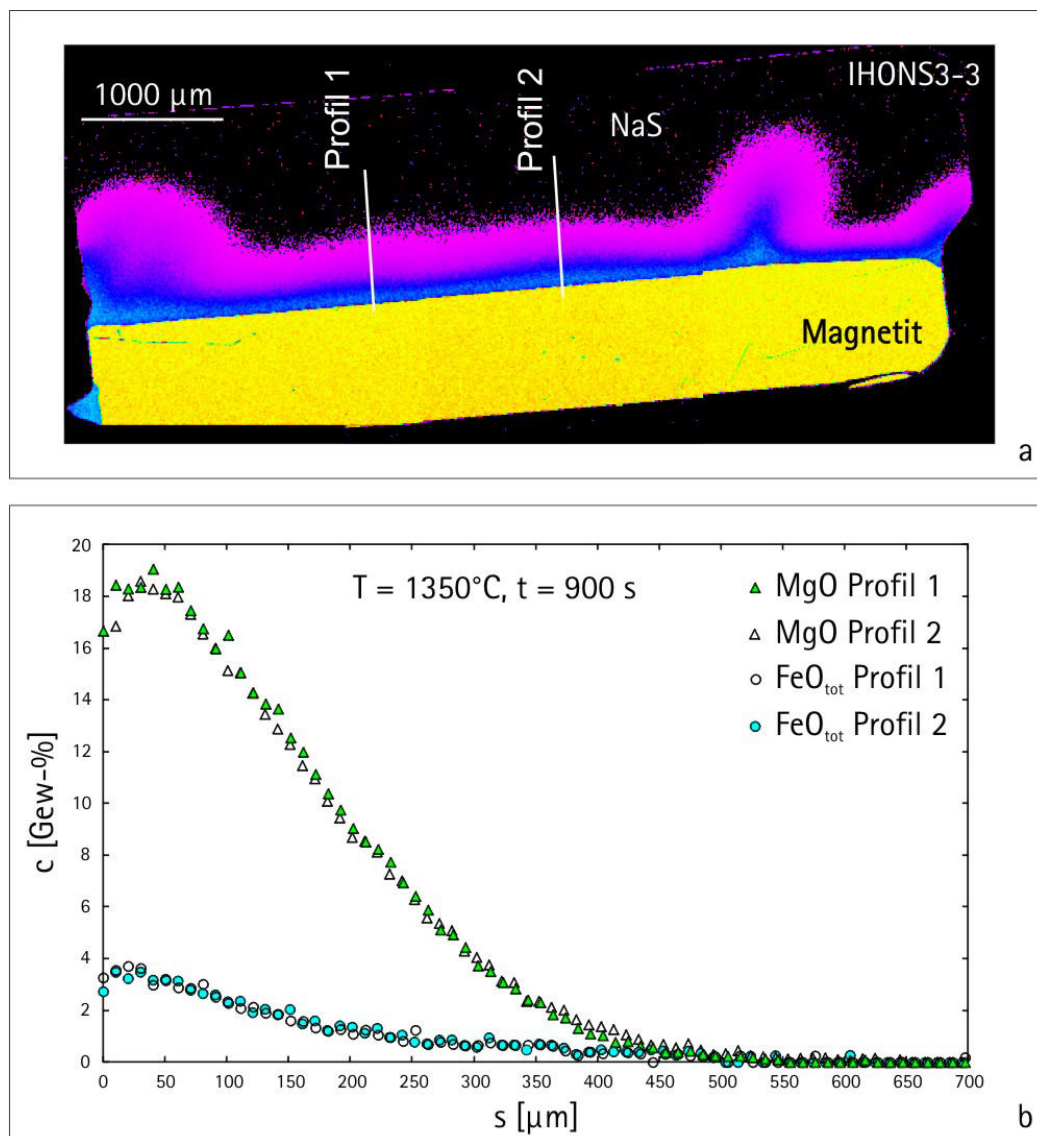 1000 µm
Profil 1
Profil 2
NaS
IHONS3-3
Magnetit
a
20
18
16
14
12
10
8
6
4
2
0
c [Gew-%]
T = 1350°C, t = 900 s
MgO Profil 1
MgO Profil 2
FeOtot Profil 1
FeOtot Profil 2
0 50 100 150 200 250 300 350 400 450 500 550 600 650 700
s [µm]
b